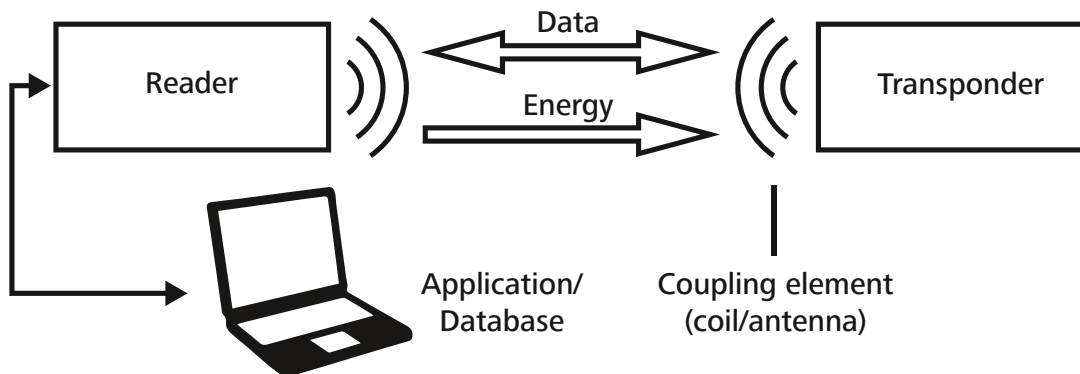 Data
Reader
Transponder
Energy
Application/
Database
Coupling element
(coil/antenna)